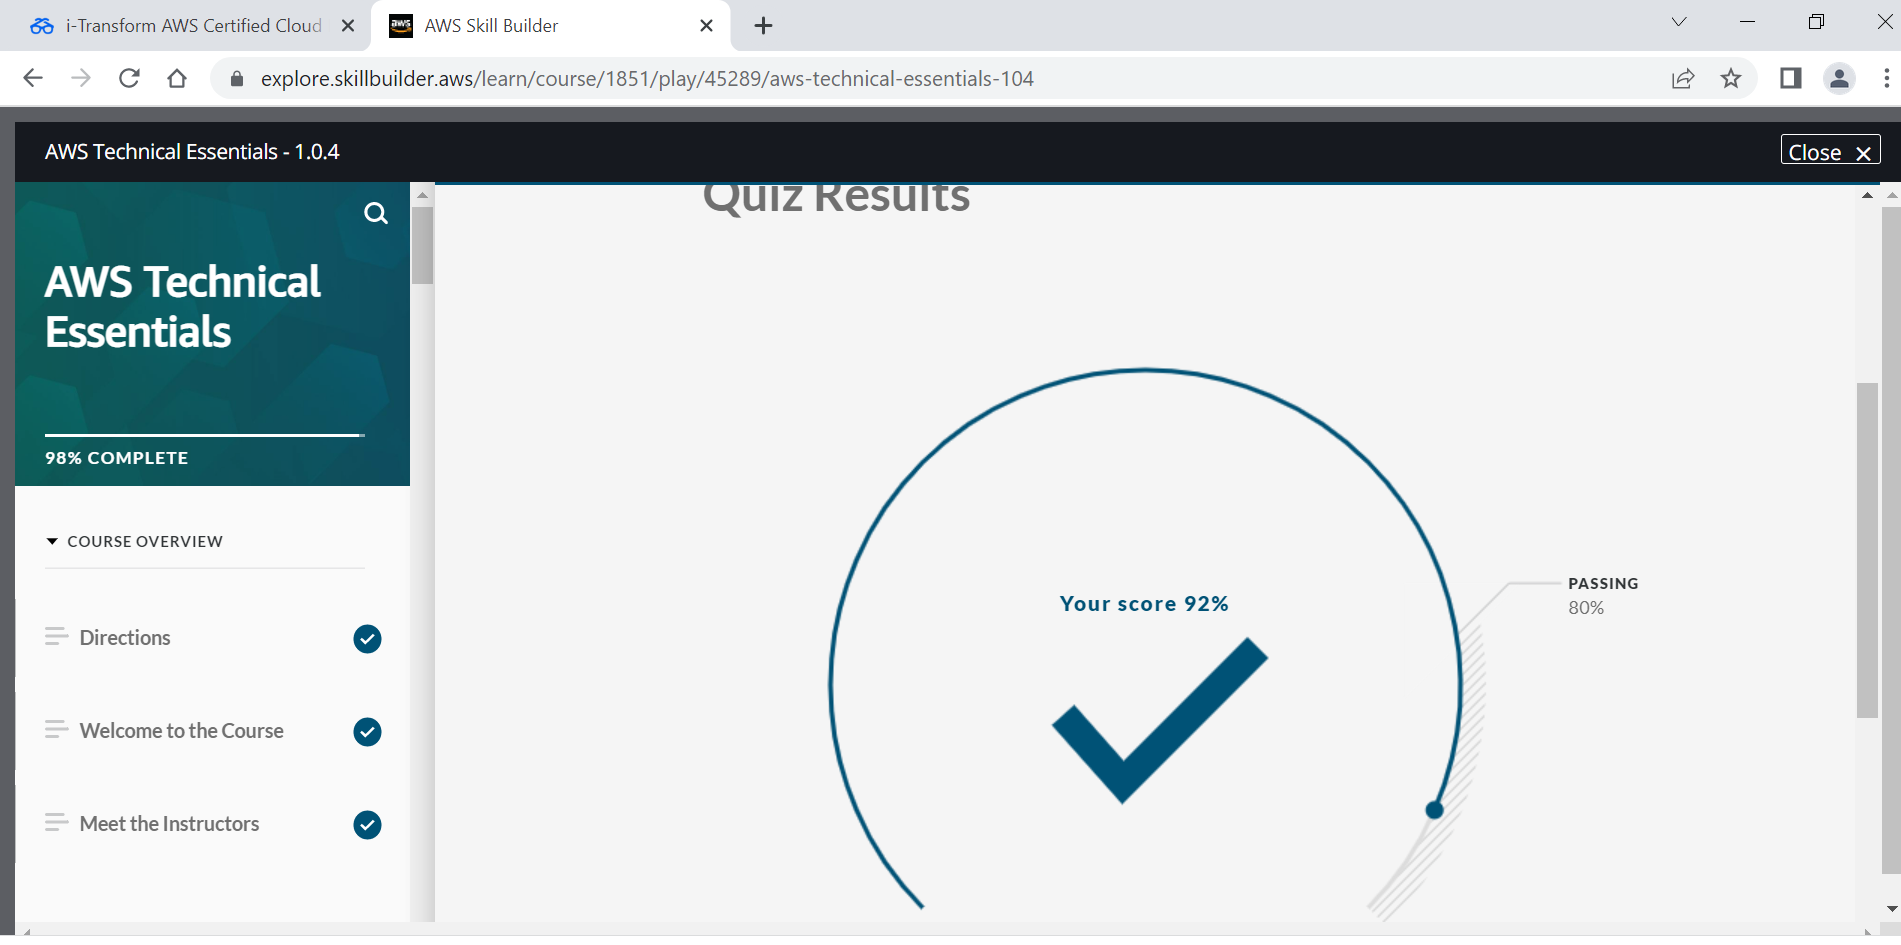 i-Transform AWS Certified Cloud
aws
AWS Skill Builder
explore.skillbuilder.aws/learn/course/1851/play/45289/aws-technical-essentials-104
AWS Technical Essentials - 1.0.4
Close
AWS Technical
Essentials
98% COMPLETE
COURSE OVERVIEW
Directions
Welcome to the Course
Meet the Instructors
Quiz Results
Your score 92%
PASSING
80%